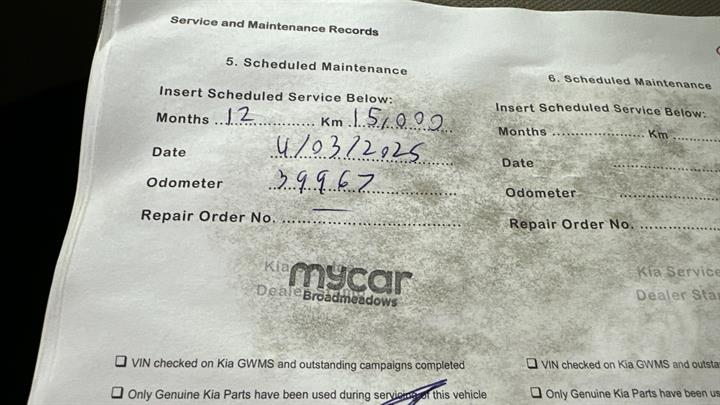 Service and Maintenance Records
5. Scheduled Maintenance
Insert Scheduled Service Below:
Months 12 Km 15,000
Date 4/03/2025
Odometer 39967
Repair Order No.
Kia
mycar
Deale
Broadmeadows
❑ VIN checked on Kia GWMS and outstanding campaigns completed
❑ Only Genuine Kia Parts have been used during servicing of this vehicle
6. Scheduled Maintenance
Insert Scheduled Service Below:
Months Km
Date
Odometer
Repair Order No.
Kia Service
Dealer Sta
❑ VIN checked on Kia GWMS and outsta
❑ Only Genuine Kia Parts have been us